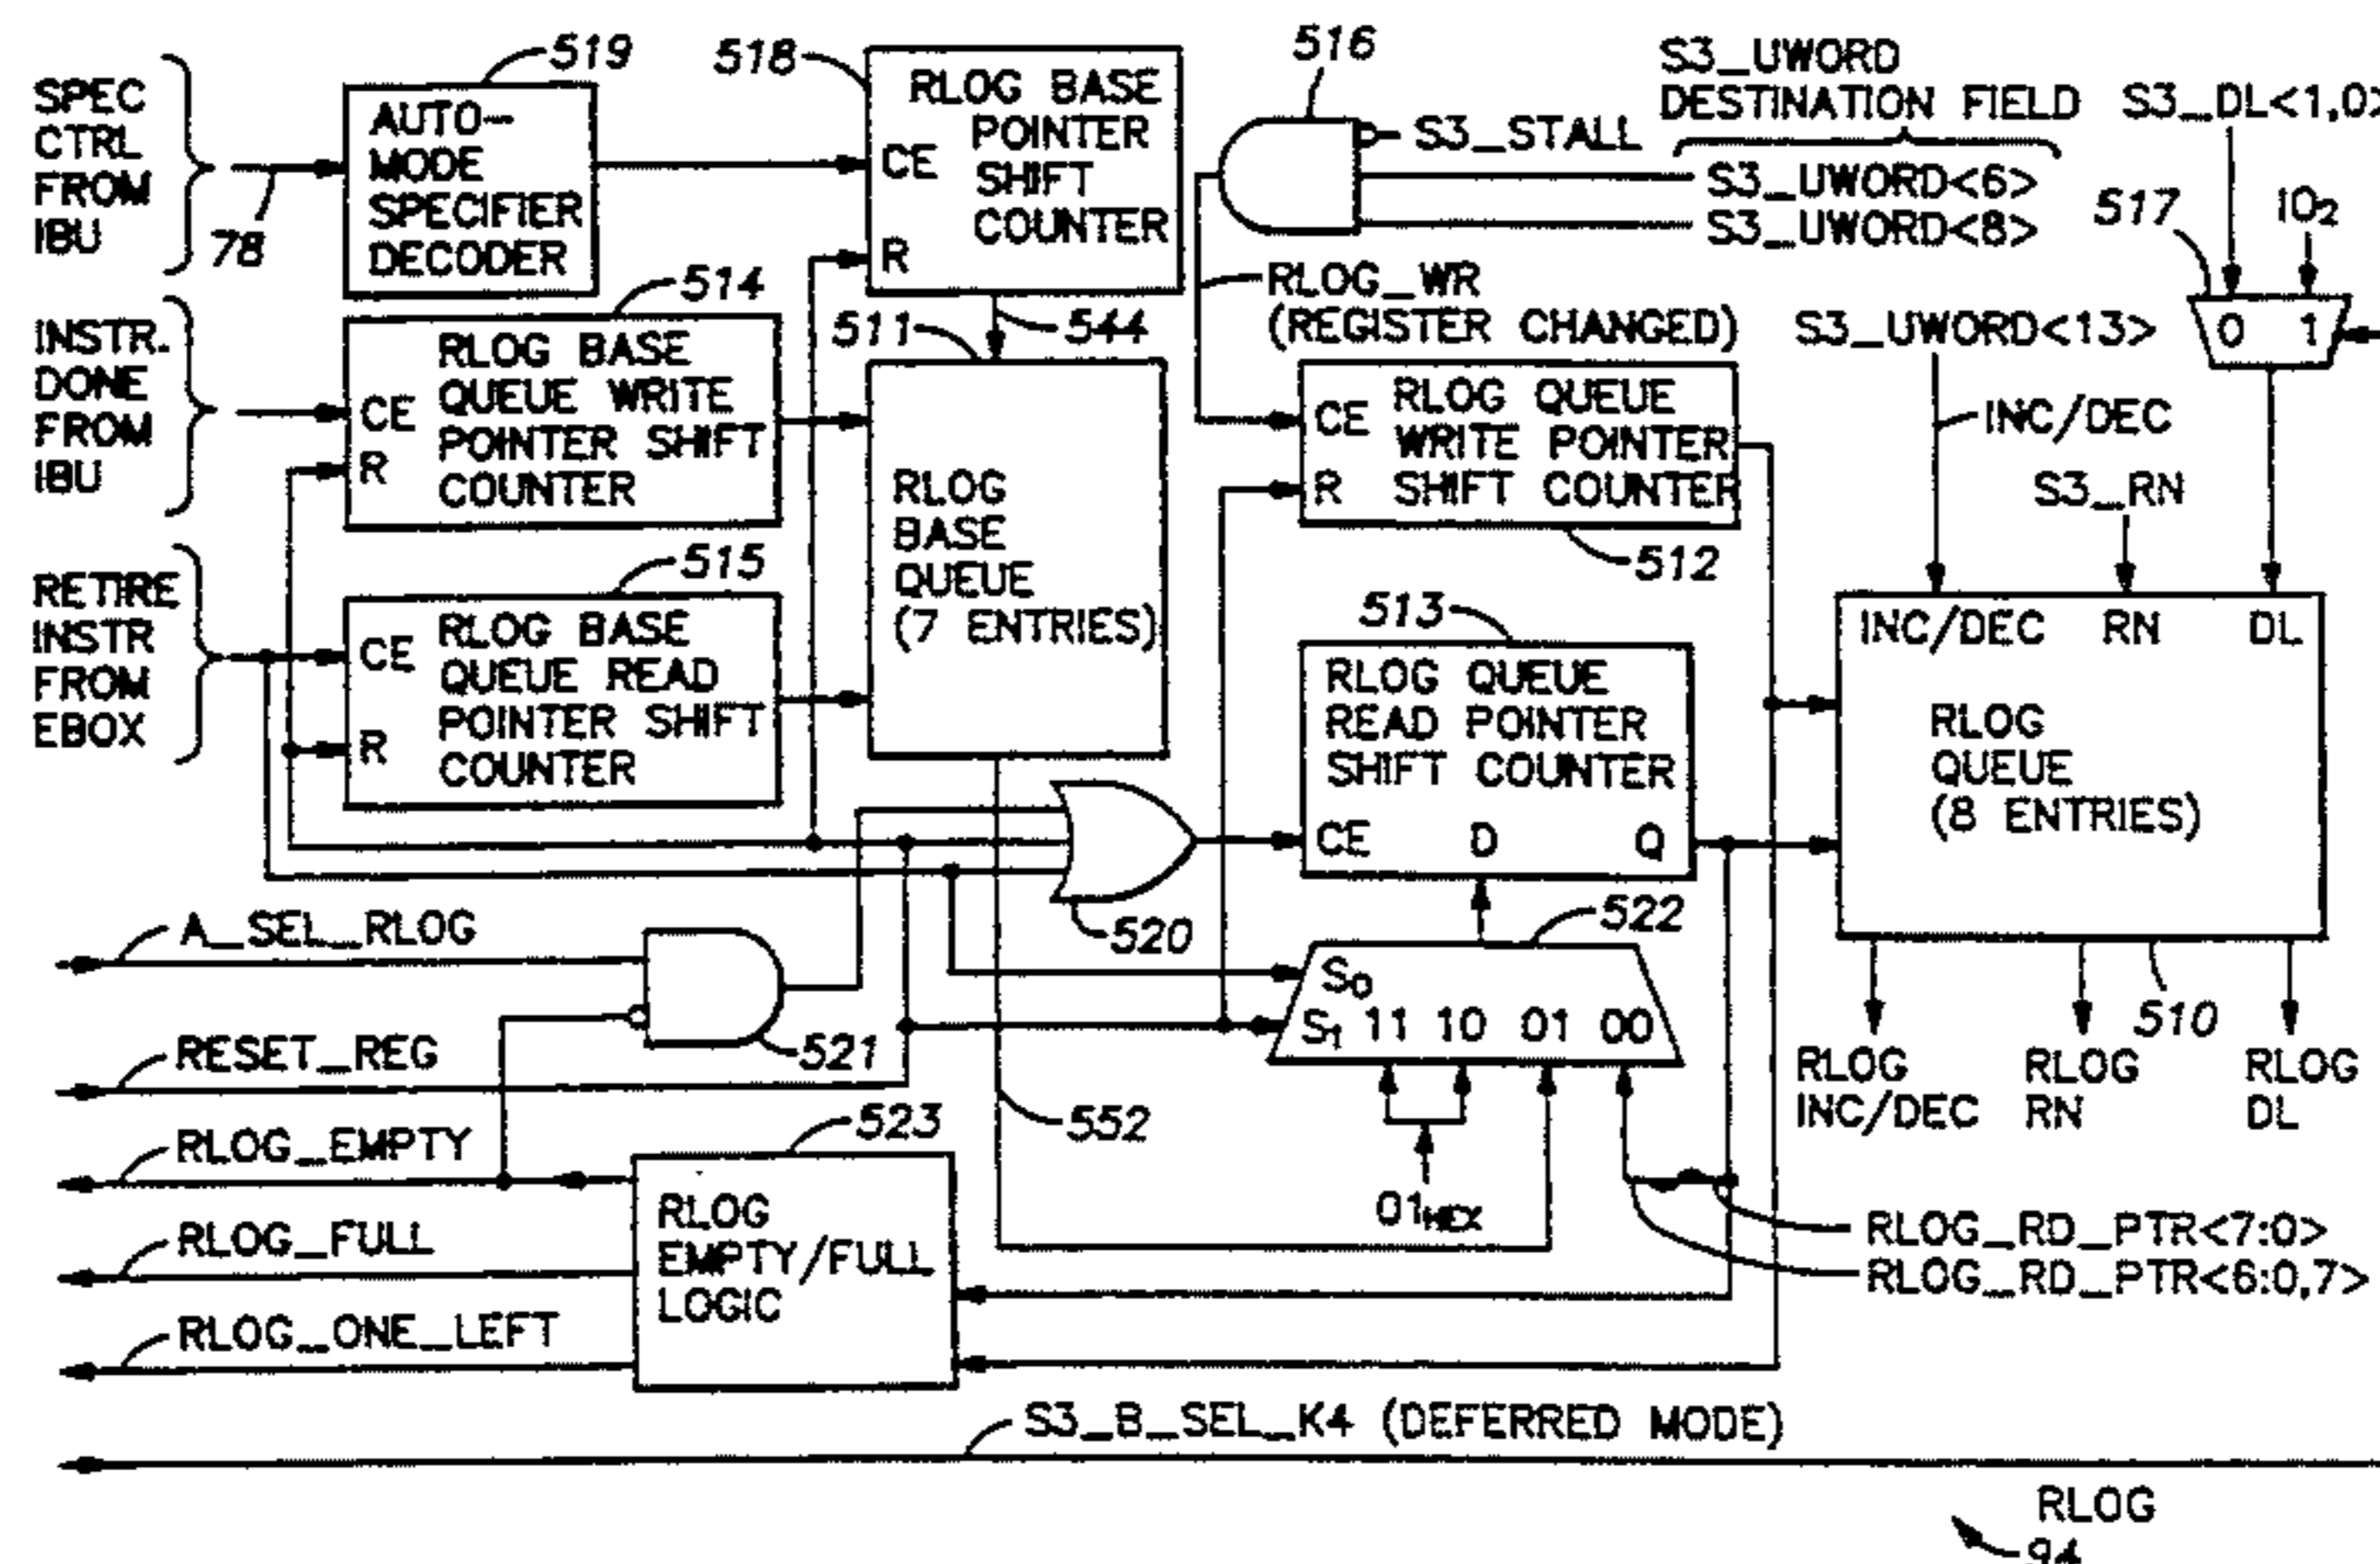 SPEC
CTRL
FROM
IBU
78
519
AUTO-
MODE
SPECIFIER
DECODER
518
RLOG BASE
POINTER
SHIFT
COUNTER
CE
R
516
S3_STALL
S3_UWORD
DESTINATION FIELD
S3_UWORD<6>
S3_UWORD<8>
S3_DL<1,0>
517
10₂
0 1
INSTR.
DONE
FROM
IBU
514
RLOG BASE
QUEUE WRITE
POINTER SHIFT
COUNTER
CE
R
511
544
RLOG
BASE
QUEUE
(7 ENTRIES)
RLOG_WR
(REGISTER CHANGED)
RLOG QUEUE
WRITE POINTER
SHIFT COUNTER
CE
R
512
S3_UWORD<13>
INC/DEC
S3_RN
RETIRE
INSTR
FROM
EBOX
515
RLOG BASE
QUEUE READ
POINTER SHIFT
COUNTER
CE
R
513
RLOG QUEUE
READ POINTER
SHIFT COUNTER
CE D Q
INC/DEC RN DL
RLOG
QUEUE
(8 ENTRIES)
520
522
S₀
S₁ 11 10 01 00
510
RLOG
INC/DEC
RLOG
RN
RLOG
DL
A_SEL_RLOG
521
RESET_REG
552
01HEX
RLOG_EMPTY
523
RLOG
EMPTY/FULL
LOGIC
RLOG_FULL
RLOG_ONE_LEFT
RLOG_RD_PTR<7:0>
RLOG_RD_PTR<6:0,7>
S3_B_SEL_K4 (DEFERRED MODE)
RLOG
94